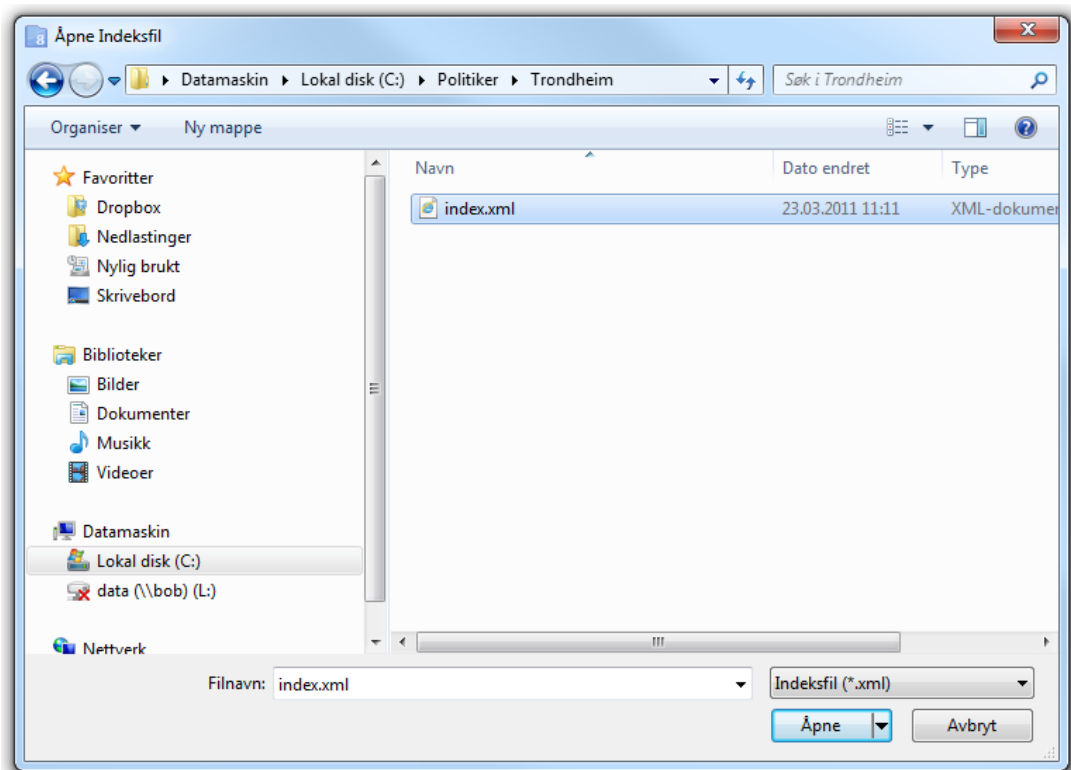 Åpne Indeksfil
Datamaskin Lokal disk (C:) Politiker Trondheim
Søk i Trondheim
Organiser Ny mappe
Navn Dato endret Type
index.xml 23.03.2011 11:11 XML-dokumer
Favoritter
Dropbox
Nedlastinger
Nylig brukt
Skrivebord
Biblioteker
Bilder
Dokumenter
Musikk
Videoer
Datamaskin
Lokal disk (C:)
data (\\bob) (L:)
Nettverk
Filnavn: index.xml
Indeksfil (*.xml)
Åpne
Avbryt